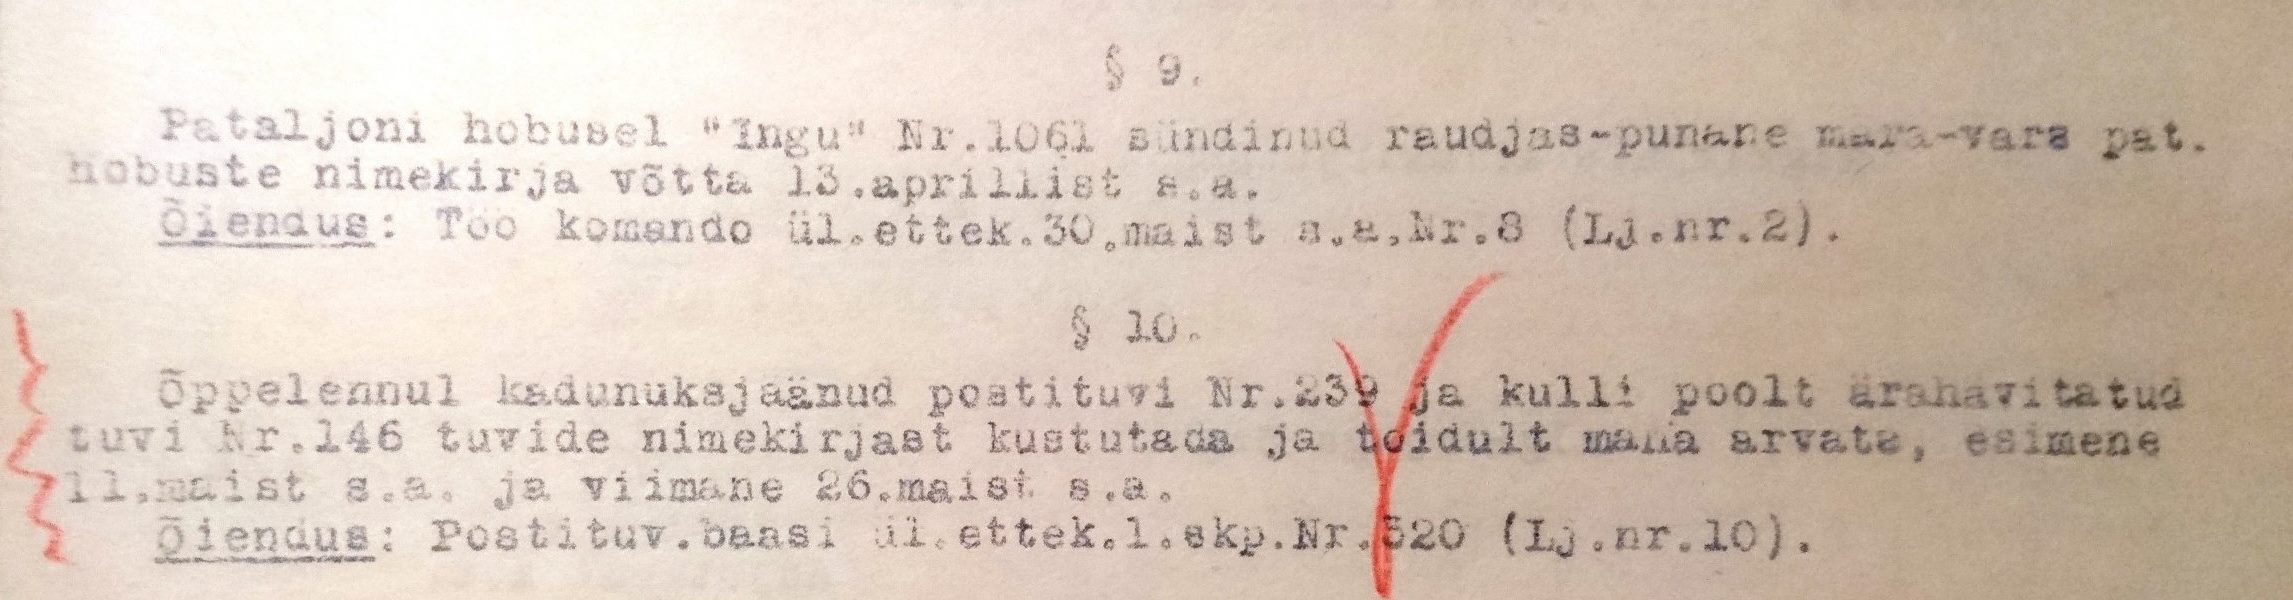 § 9.
Pataljoni hobusel "Ingu" Nr.1061 sündinud raudjas-punane mära-vars pat.
hobuste nimekirja võtta 13.aprillist s.a.
Õiendus: Töö komando ül.ettek.30.maist s.a.Nr.8 (Lj.nr.2).
§ 10.
Õppelennul kadunuksjäänud postituvi Nr.239 ja kulli poolt ärahävitatud
tuvi Nr.146 tuvide nimekirjast kustutada ja toidult maha arvata, esimene
11.maist s.a. ja viimane 26.maist s.a.
Õiendus: Postituv.baasi ül.ettek.1.skp.Nr.520 (Lj.nr.10).